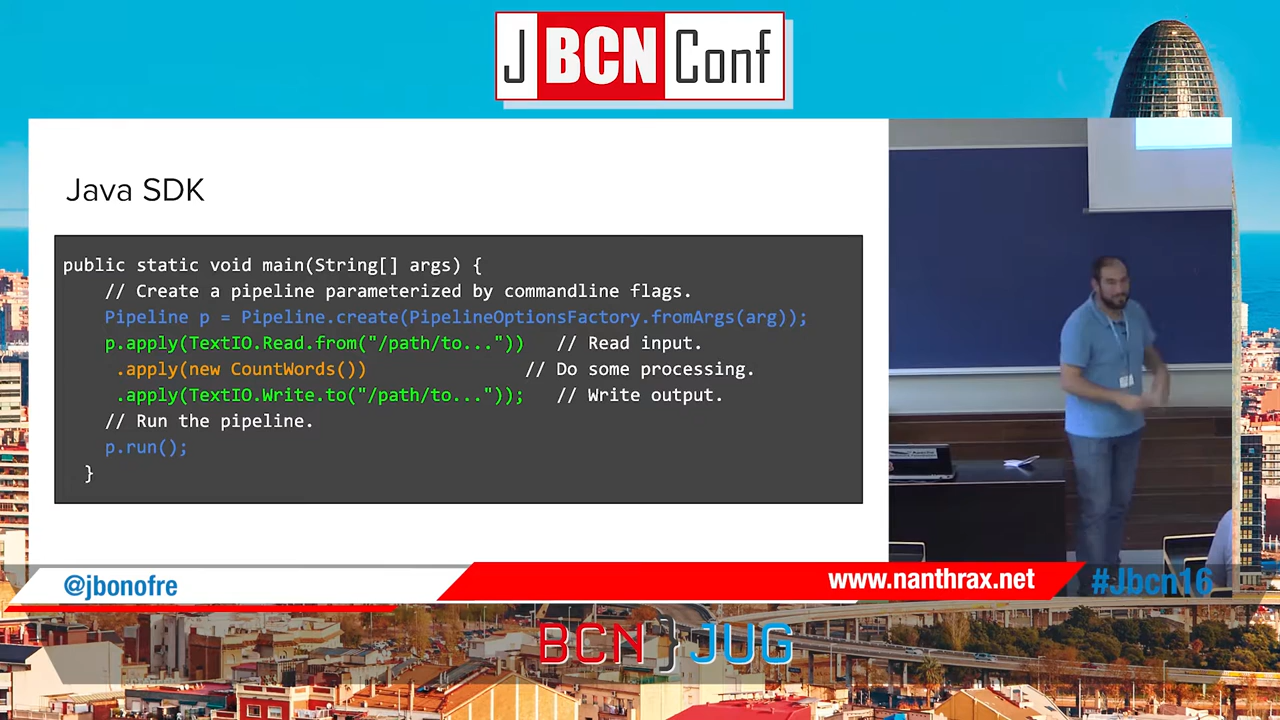 JBCNConf
Java SDK
public static void main(String[] args) {
// Create a pipeline parameterized by commandline flags.
Pipeline p = Pipeline.create(PipelineOptionsFactory.fromArgs(arg));
p.apply(TextIO.Read.from("/path/to...")) // Read input.
.apply(new CountWords()) // Do some processing.
.apply(TextIO.Write.to("/path/to...")); // Write output.
// Run the pipeline.
p.run();
}
@jbonofre
www.nanthrax.net
#Jbcn16
BCN JUG